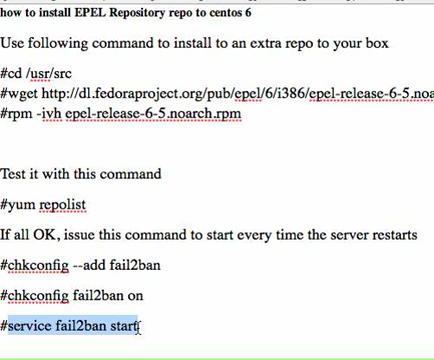 how to install EPEL Repository repo to centos 6
Use following command to install to an extra repo to your box
#cd /usr/src
#wget http://dl.fedoraproject.org/pub/epel/6/i386/epel-release-6-5.noa
#rpm -ivh epel-release-6-5.noarch.rpm
Test it with this command
#yum repolist
If all OK, issue this command to start every time the server restarts
#chkconfig --add fail2ban
#chkconfig fail2ban on
#service fail2ban start